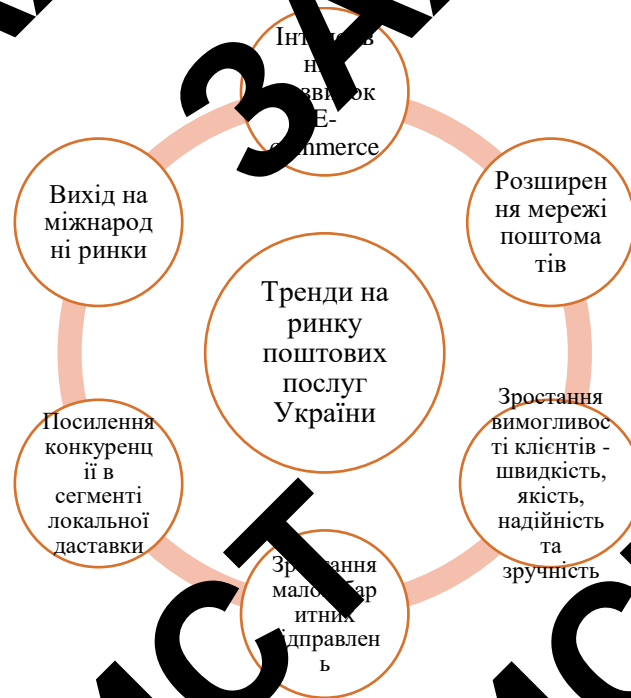 E-
Вихід на
міжнарод
ні ринки
Розширен
ня мережі
поштома
тів
Тренди на
ринку
поштових
послуг
України
Зростання
вимогливос
ті клієнтів -
швидкість,
якість,
надійність
та
зручність
Посилення
конкуренц
ії в
сегменті
локальної
даставки
итних
ь